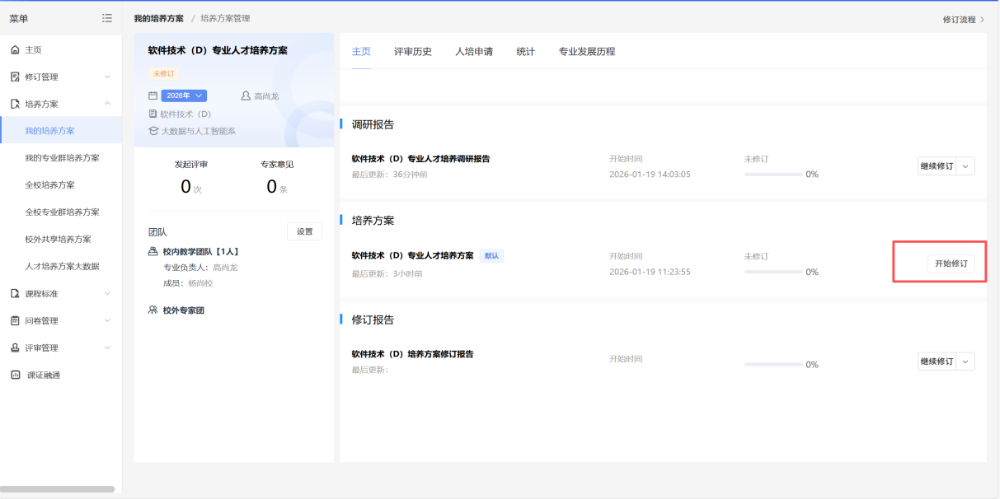 菜单
主页
修订管理
培养方案
我的培养方案
我的专业群培养方案
全校培养方案
全校专业群培养方案
校外共享培养方案
人才培养方案大数据
课程标准
问卷管理
评审管理
课证融通
我的培养方案 / 培养方案管理
修订流程
软件技术（D）专业人才培养方案
未修订
2026年 高尚龙
软件技术（D）
大数据与人工智能系
发起评审 专家意见
0次 0条
团队 设置
校内教学团队【1人】
专业负责人：高尚龙
成员：杨尚校
校外专家团
主页 评审历史 人培申请 统计 专业发展历程
调研报告
软件技术（D）专业人才培养调研报告 开始时间 未修订
最后更新：36分钟前 2026-01-19 14:03:05 0% 继续修订
培养方案
软件技术（D）专业人才培养方案 默认 开始时间 未修订
最后更新：3小时前 2026-01-19 11:23:55 0% 开始修订
修订报告
软件技术（D）培养方案修订报告 开始时间
最后更新： 0% 继续修订